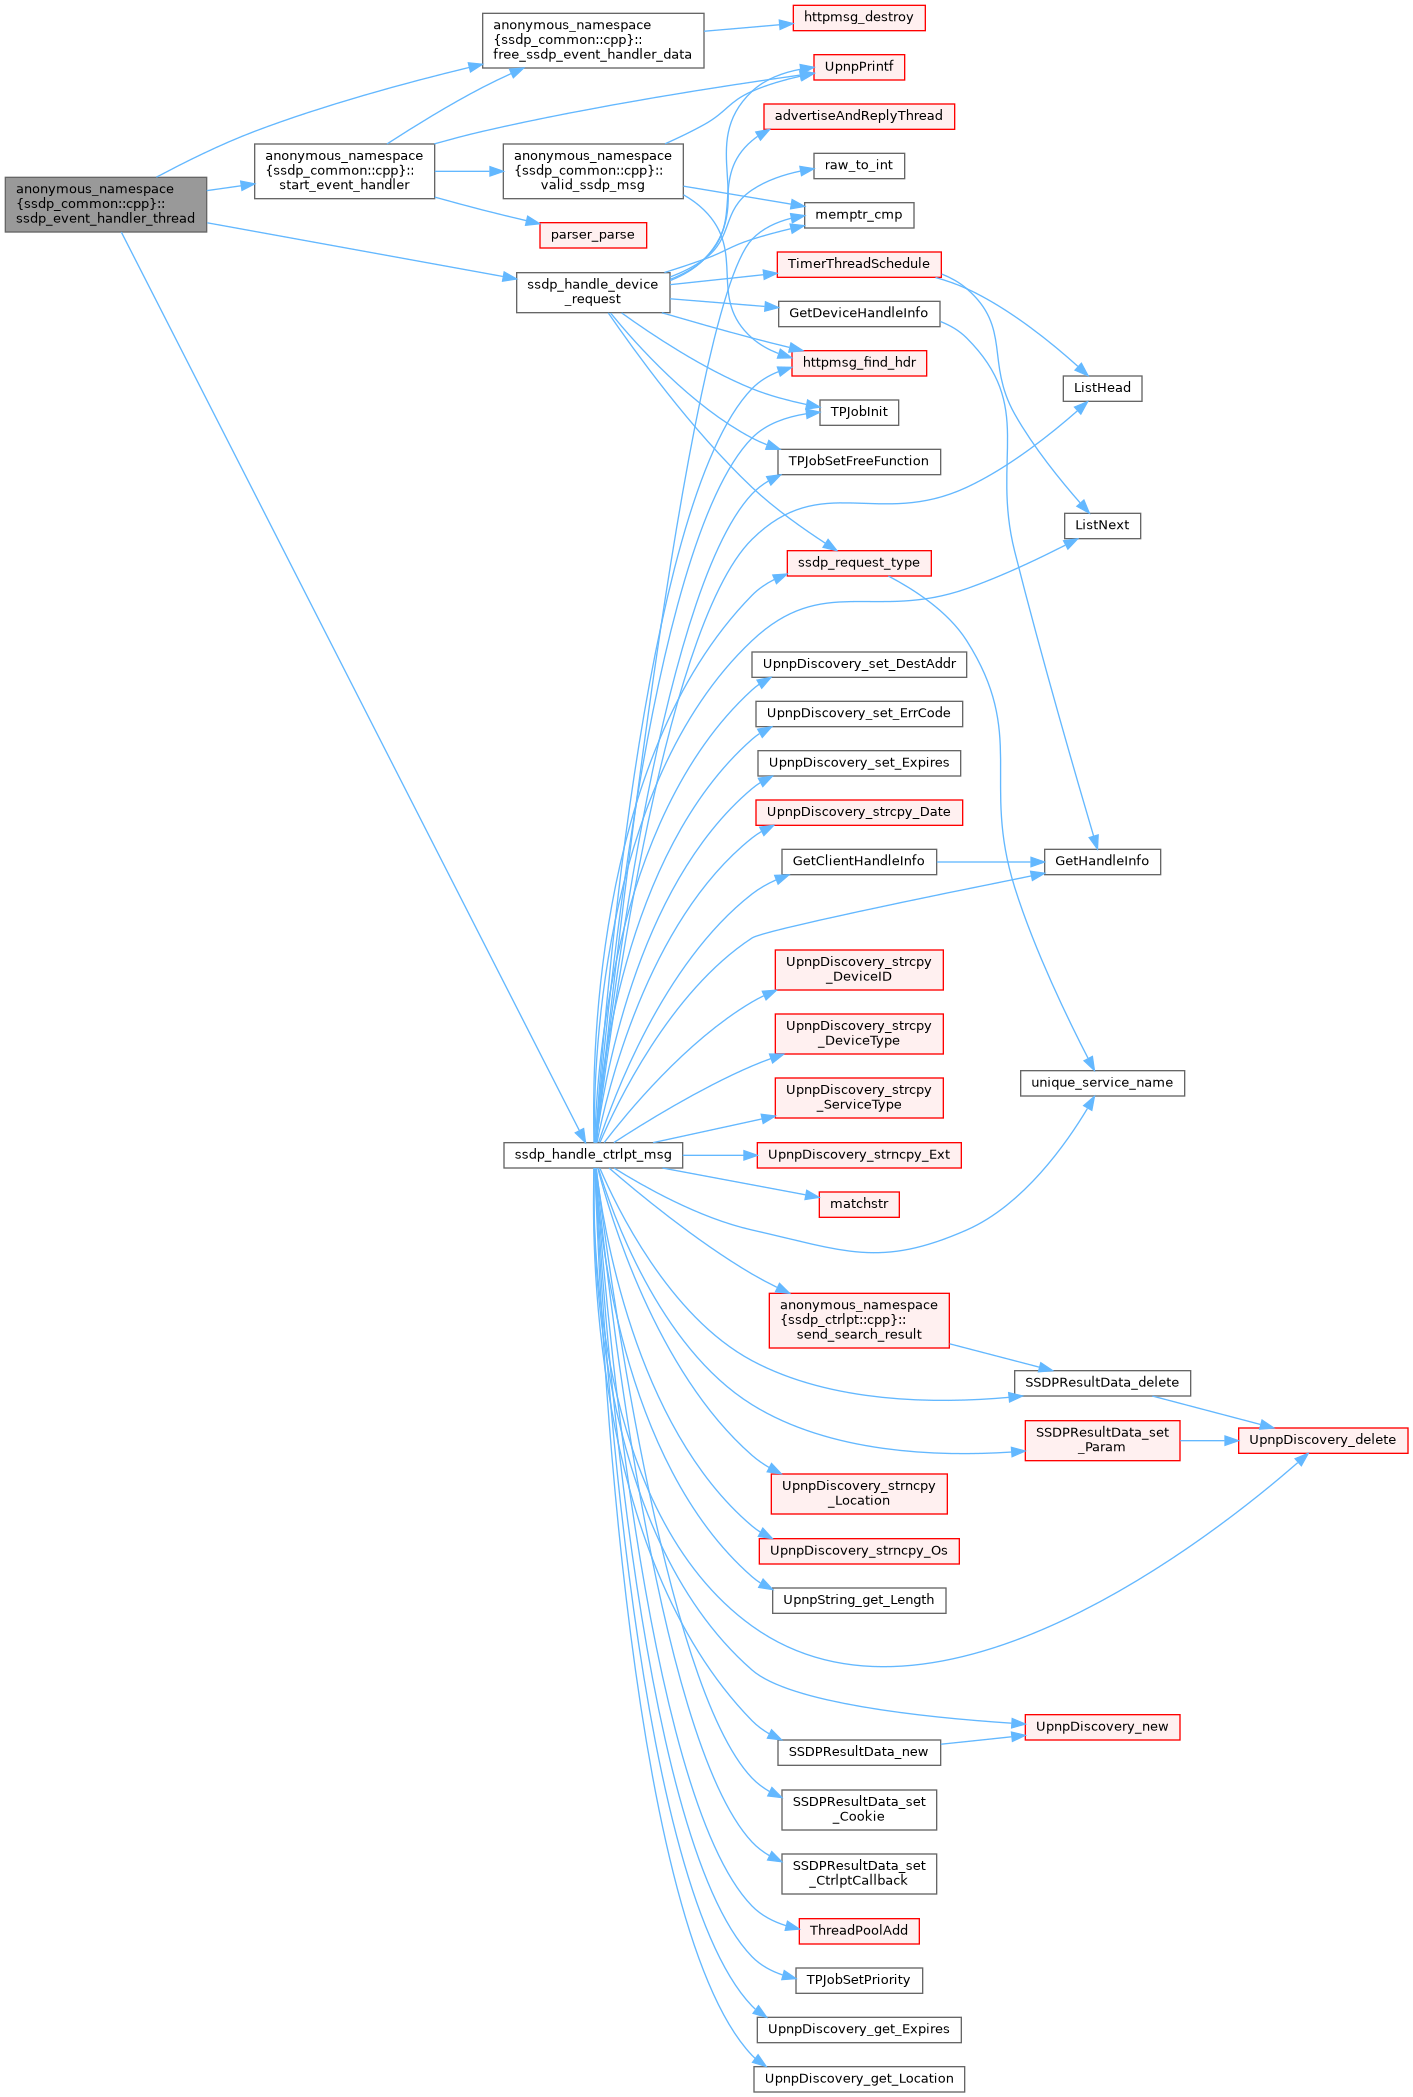 anonymous_namespace
{ssdp_common::cpp}::
ssdp_event_handler_thread
anonymous_namespace
{ssdp_common::cpp}::
free_ssdp_event_handler_data
httpmsg_destroy
anonymous_namespace
{ssdp_common::cpp}::
start_event_handler
UpnpPrintf
anonymous_namespace
{ssdp_common::cpp}::
valid_ssdp_msg
parser_parse
ssdp_handle_device
_request
advertiseAndReplyThread
raw_to_int
memptr_cmp
TimerThreadSchedule
GetDeviceHandleInfo
httpmsg_find_hdr
TPJobInit
TPJobSetFreeFunction
ssdp_request_type
ListHead
ListNext
UpnpDiscovery_set_DestAddr
UpnpDiscovery_set_ErrCode
UpnpDiscovery_set_Expires
UpnpDiscovery_strcpy_Date
GetClientHandleInfo
GetHandleInfo
UpnpDiscovery_strcpy
_DeviceID
UpnpDiscovery_strcpy
_DeviceType
UpnpDiscovery_strcpy
_ServiceType
unique_service_name
ssdp_handle_ctrlpt_msg
UpnpDiscovery_strncpy_Ext
matchstr
anonymous_namespace
{ssdp_ctrlpt::cpp}::
send_search_result
SSDPResultData_delete
SSDPResultData_set
_Param
UpnpDiscovery_delete
UpnpDiscovery_strncpy
_Location
UpnpDiscovery_strncpy_Os
UpnpString_get_Length
UpnpDiscovery_new
SSDPResultData_new
SSDPResultData_set
_Cookie
SSDPResultData_set
_CtrlptCallback
ThreadPoolAdd
TPJobSetPriority
UpnpDiscovery_get_Expires
UpnpDiscovery_get_Location